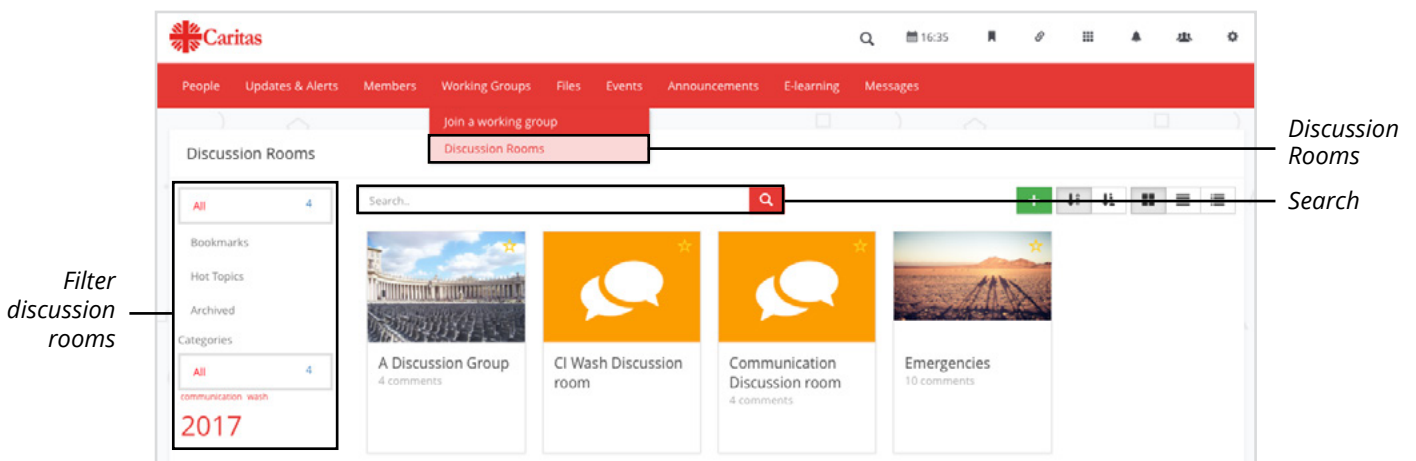 Caritas
16:35
People Updates & Alerts Members Working Groups Files Events Announcements E-learning Messages
Join a working group
Discussion Rooms
Discussion Rooms
Discussion
Rooms
Search
Filter
discussion
rooms
All 4
Bookmarks
Hot Topics
Archived
Categories
All 4
communication wash
2017
Search..
A Discussion Group
4 comments
CI Wash Discussion
room
Communication
Discussion room
4 comments
Emergencies
10 comments